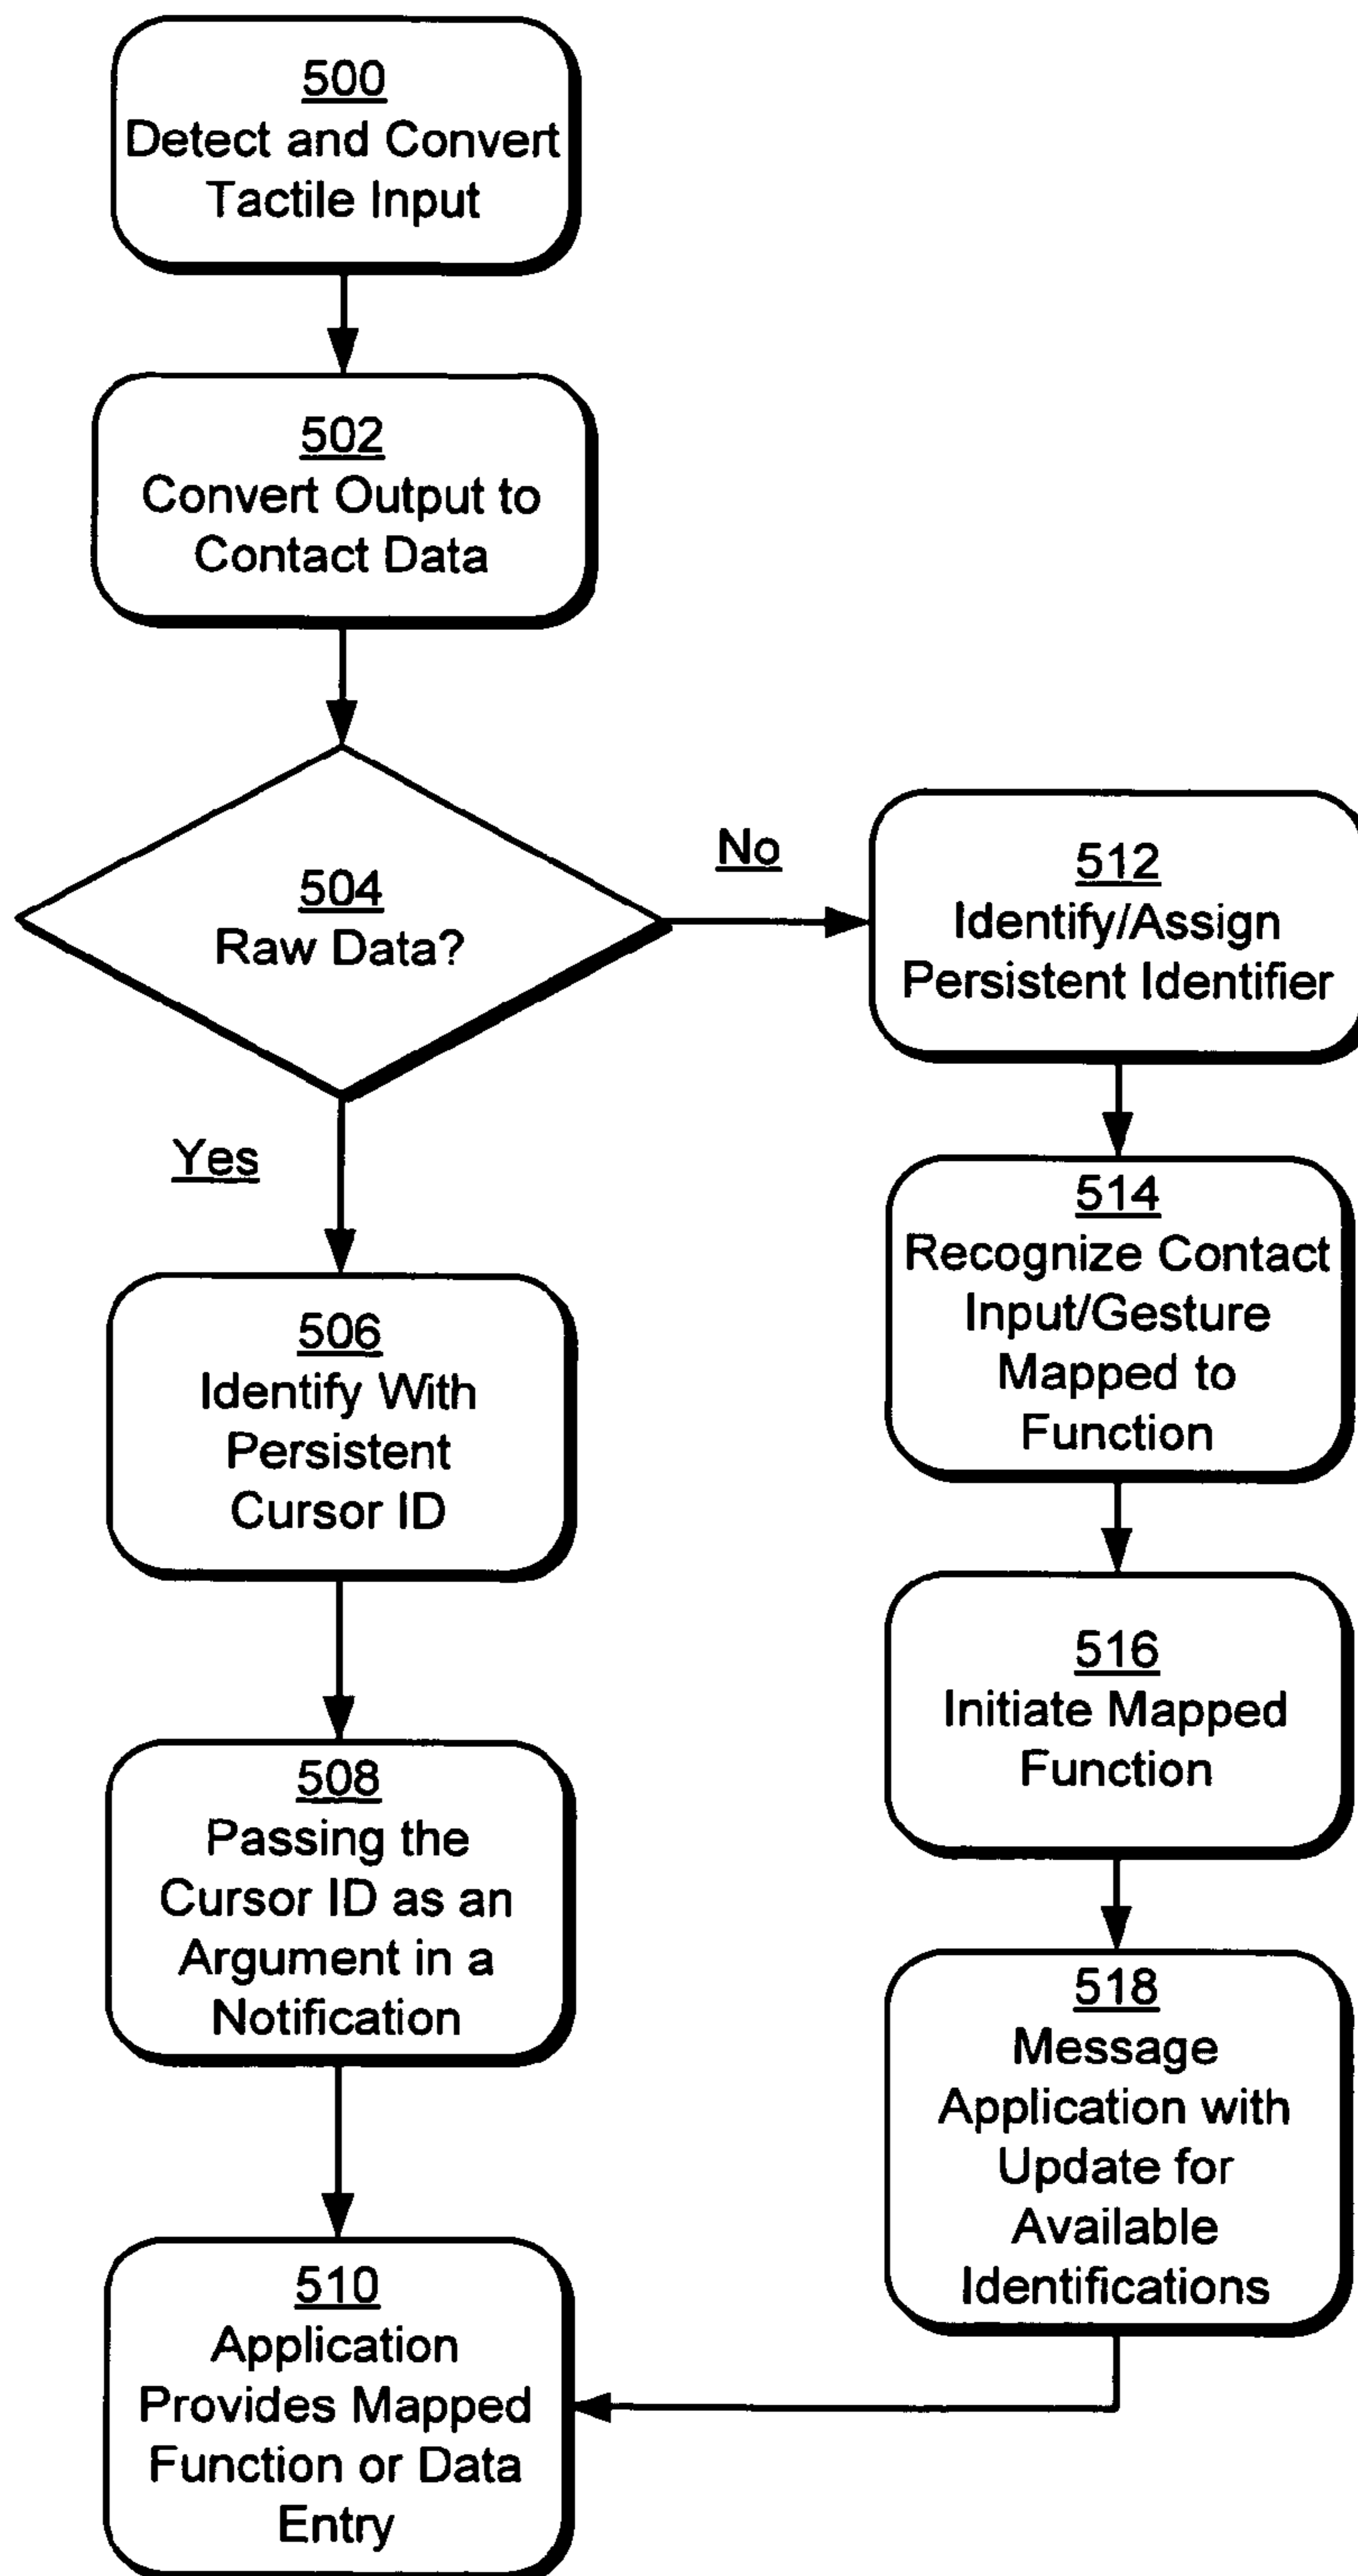 500
Detect and Convert
Tactile Input
502
Convert Output to
Contact Data
504
Raw Data?
No
Yes
506
Identify With
Persistent
Cursor ID
508
Passing the
Cursor ID as an
Argument in a
Notification
510
Application
Provides Mapped
Function or Data
Entry
512
Identify/Assign
Persistent Identifier
514
Recognize Contact
Input/Gesture
Mapped to
Function
516
Initiate Mapped
Function
518
Message
Application with
Update for
Available
Identifications